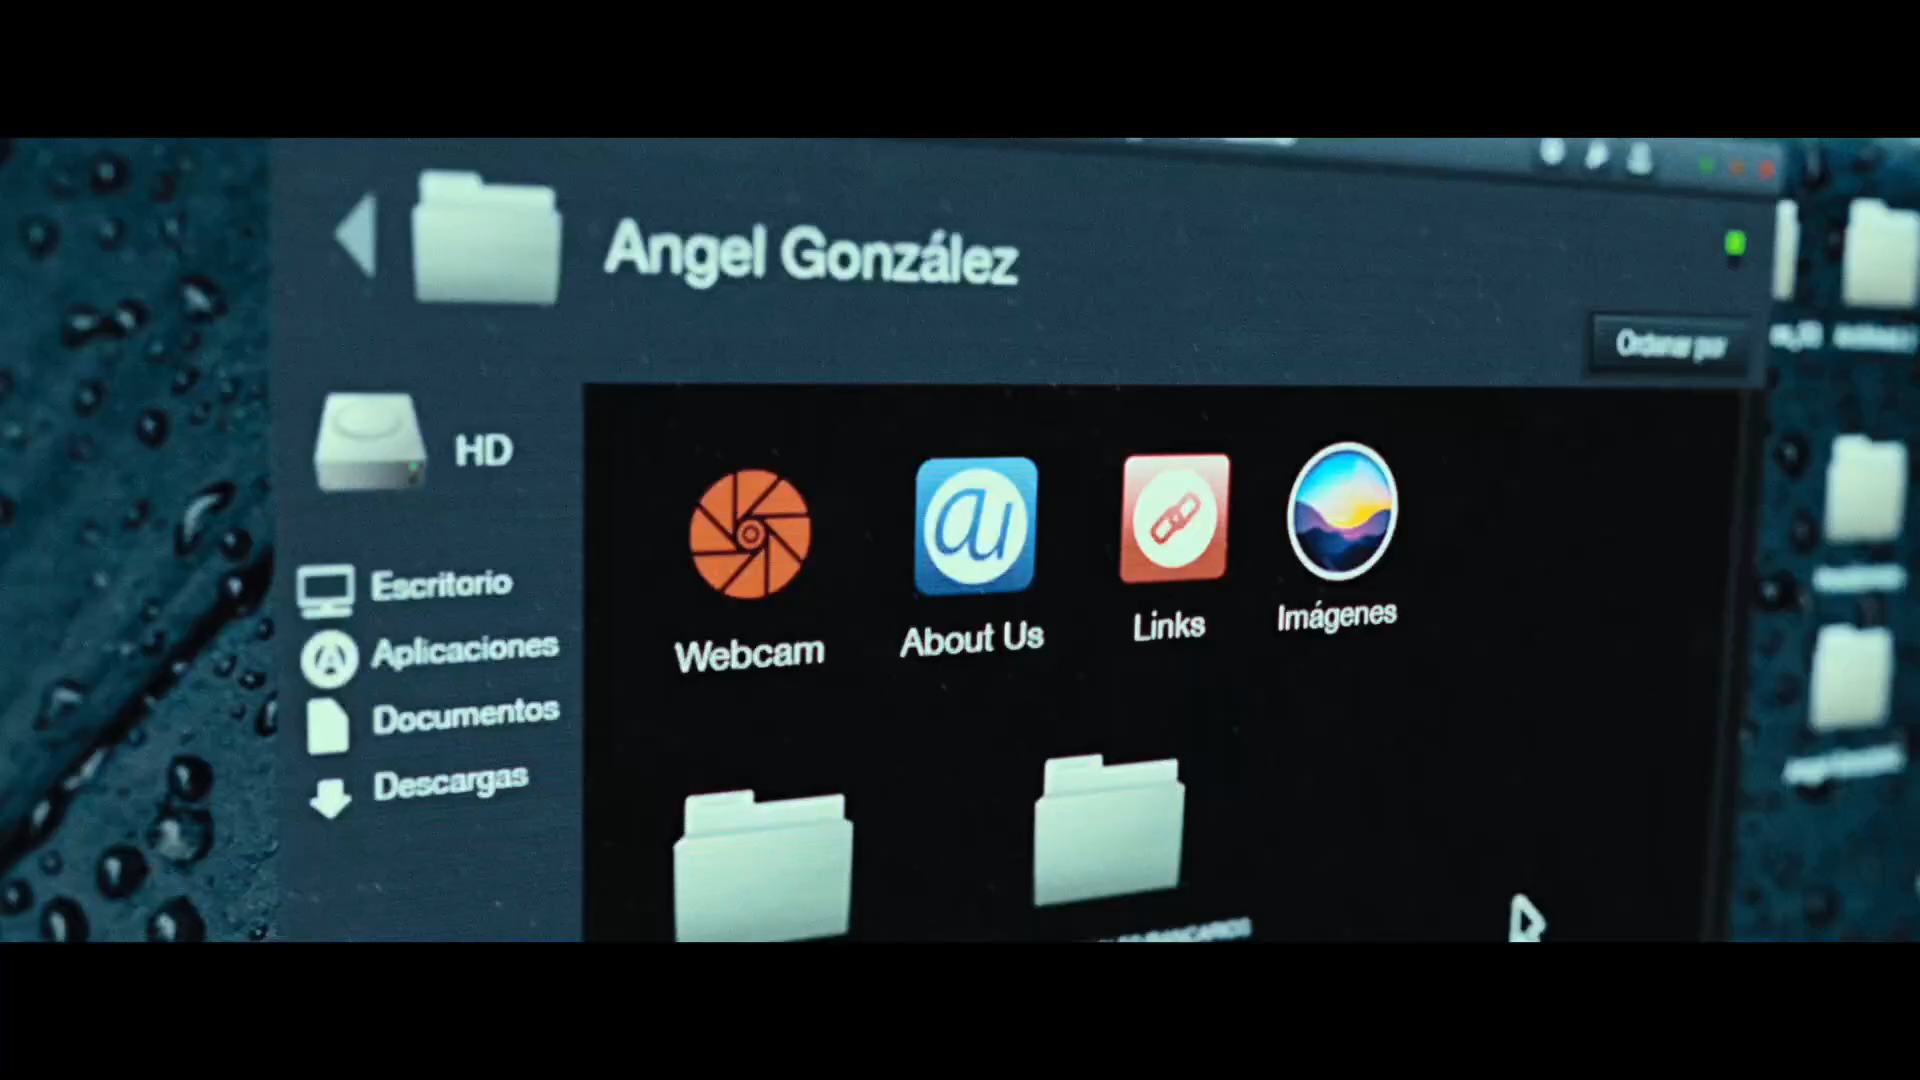 Angel González
Ordenar por
HD
Escritorio
Aplicaciones
Documentos
Descargas
Webcam
About Us
Links
Imágenes